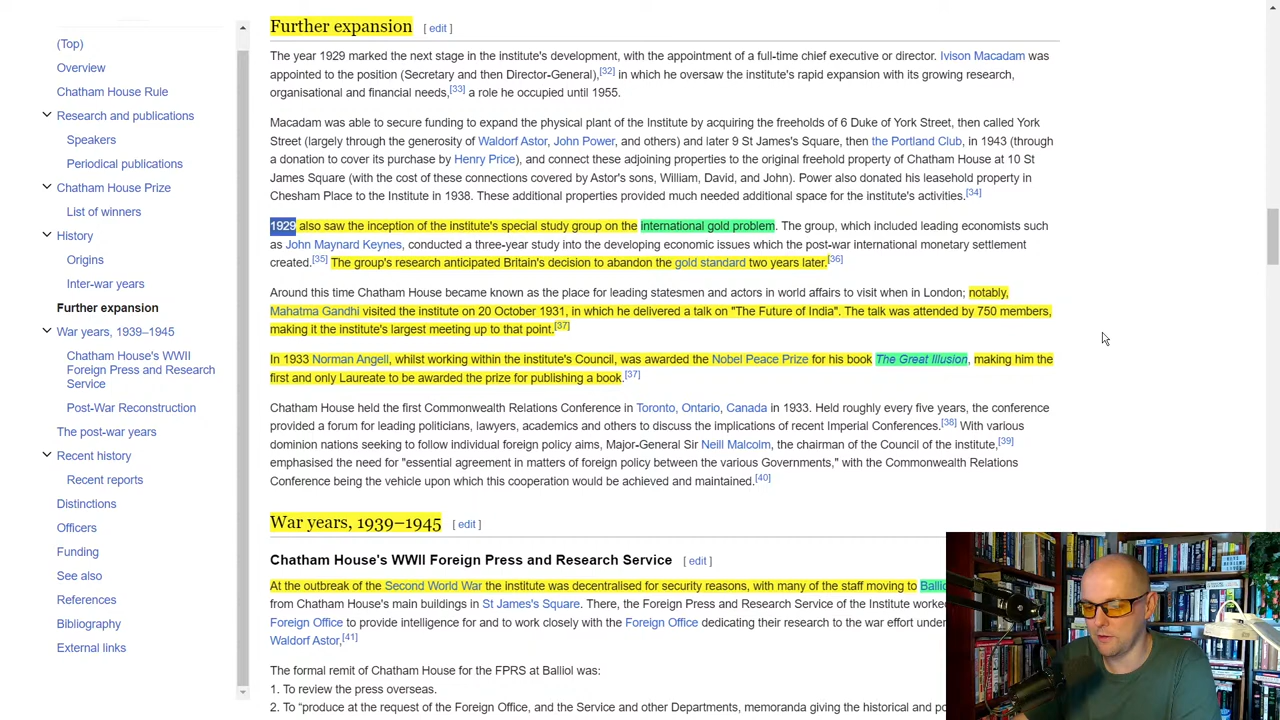 (Top)
Overview
Chatham House Rule
Research and publications
Speakers
Periodical publications
Chatham House Prize
List of winners
History
Origins
Inter-war years
Further expansion
War years, 1939–1945
Chatham House's WWII
Foreign Press and Research
Service
Post-War Reconstruction
The post-war years
Recent history
Recent reports
Distinctions
Officers
Funding
See also
References
Bibliography
External links
Further expansion [ edit ]
The year 1929 marked the next stage in the institute's development, with the appointment of a full-time chief executive or director. Ivison Macadam was
appointed to the position (Secretary and then Director-General),[32] in which he oversaw the institute's rapid expansion with its growing research,
organisational and financial needs,[33] a role he occupied until 1955.
Macadam was able to secure funding to expand the physical plant of the Institute by acquiring the freeholds of 6 Duke of York Street, then called York
Street (largely through the generosity of Waldorf Astor, John Power, and others) and later 9 St James's Square, then the Portland Club, in 1943 (through
a donation to cover its purchase by Henry Price), and connect these adjoining properties to the original freehold property of Chatham House at 10 St
James Square (with the cost of these connections covered by Astor's sons, William, David, and John). Power also donated his leasehold property in
Chesham Place to the Institute in 1938. These additional properties provided much needed additional space for the institute's activities.[34]
1929 also saw the inception of the institute's special study group on the international gold problem. The group, which included leading economists such
as John Maynard Keynes, conducted a three-year study into the developing economic issues which the post-war international monetary settlement
created.[35] The group's research anticipated Britain's decision to abandon the gold standard two years later.[36]
Around this time Chatham House became known as the place for leading statesmen and actors in world affairs to visit when in London; notably,
Mahatma Gandhi visited the institute on 20 October 1931, in which he delivered a talk on "The Future of India". The talk was attended by 750 members,
making it the institute's largest meeting up to that point.[37]
In 1933 Norman Angell, whilst working within the institute's Council, was awarded the Nobel Peace Prize for his book The Great Illusion, making him the
first and only Laureate to be awarded the prize for publishing a book.[37]
Chatham House held the first Commonwealth Relations Conference in Toronto, Ontario, Canada in 1933. Held roughly every five years, the conference
provided a forum for leading politicians, lawyers, academics and others to discuss the implications of recent Imperial Conferences.[38] With various
dominion nations seeking to follow individual foreign policy aims, Major-General Sir Neill Malcolm, the chairman of the Council of the institute,[39]
emphasised the need for "essential agreement in matters of foreign policy between the various Governments," with the Commonwealth Relations
Conference being the vehicle upon which this cooperation would be achieved and maintained.[40]
War years, 1939–1945 [ edit ]
Chatham House's WWII Foreign Press and Research Service [ edit ]
At the outbreak of the Second World War the institute was decentralised for security reasons, with many of the staff moving to
from Chatham House's main buildings in St James's Square. There, the Foreign Press and Research Service of the Institute worked
Foreign Office to provide intelligence for and to work closely with the Foreign Office dedicating their research to the war effort
Waldorf Astor,[41]
The formal remit of Chatham House for the FPRS at Balliol was:
1. To review the press overseas.
2. To “produce at the request of the Foreign Office, and the Service and other Departments, memoranda giving the historical and